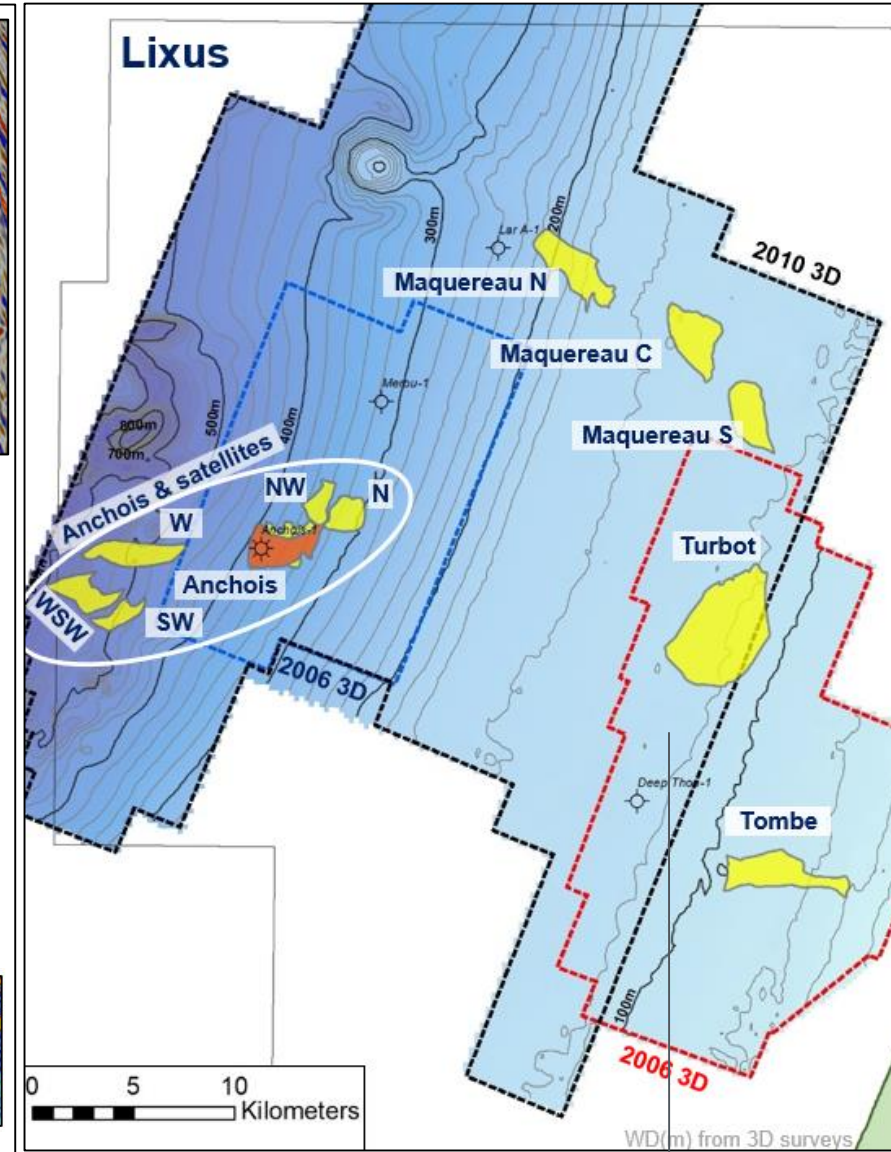 Lixus
300m
200m
Lar A-1
2010 3D
Maquereau N
Maquereau C
Merou-1
Maquereau S
800m
700m
500m
400m
Anchois & satellites
NW
N
W
Anchois-1
Turbot
Anchois
WSW
SW
2006 3D
Deep Thon-1
Tombe
100m
2006 3D
0 5 10
Kilometers
WD(m) from 3D surveys